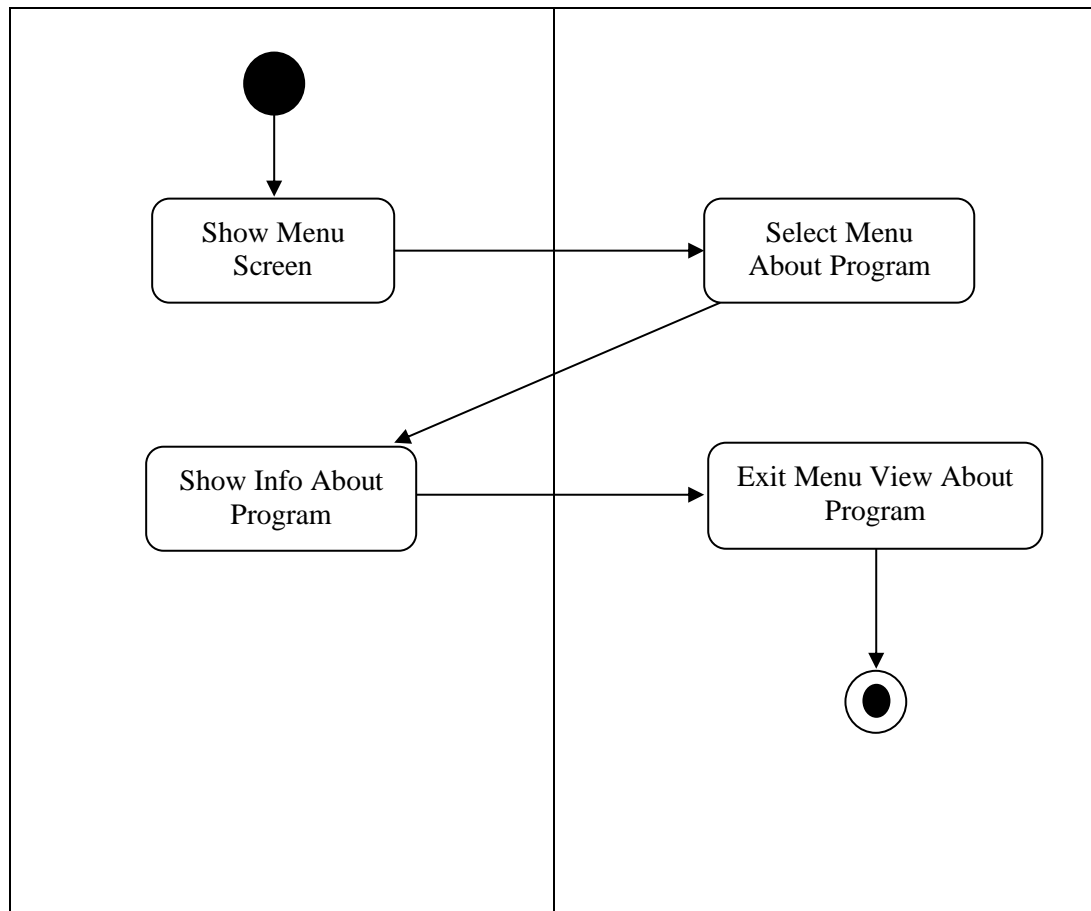 Show Menu
Screen
Select Menu
About Program
Show Info About
Program
Exit Menu View About
Program